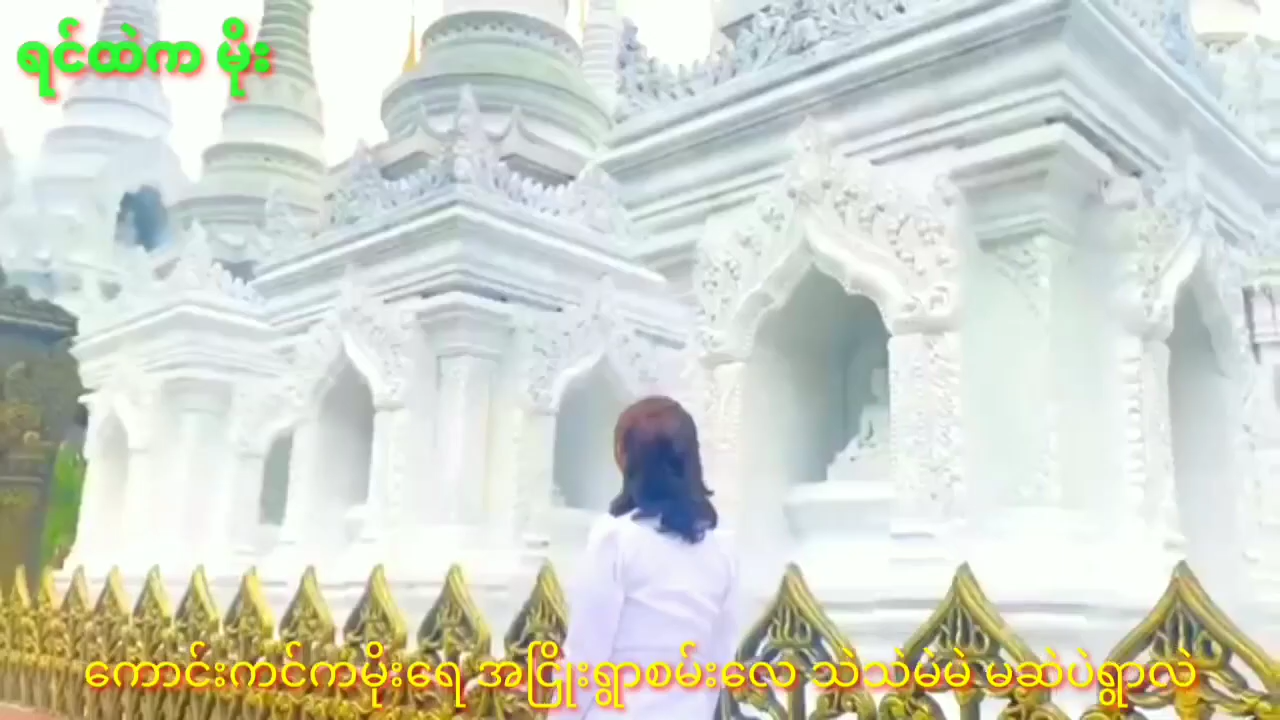 ရင်ထဲက မိုး
ကောင်းကင်ကမိုးရေ အငြိုးရွာစမ်းလေ သဲသဲမဲမဲ မဆဲပဲရွာလဲ